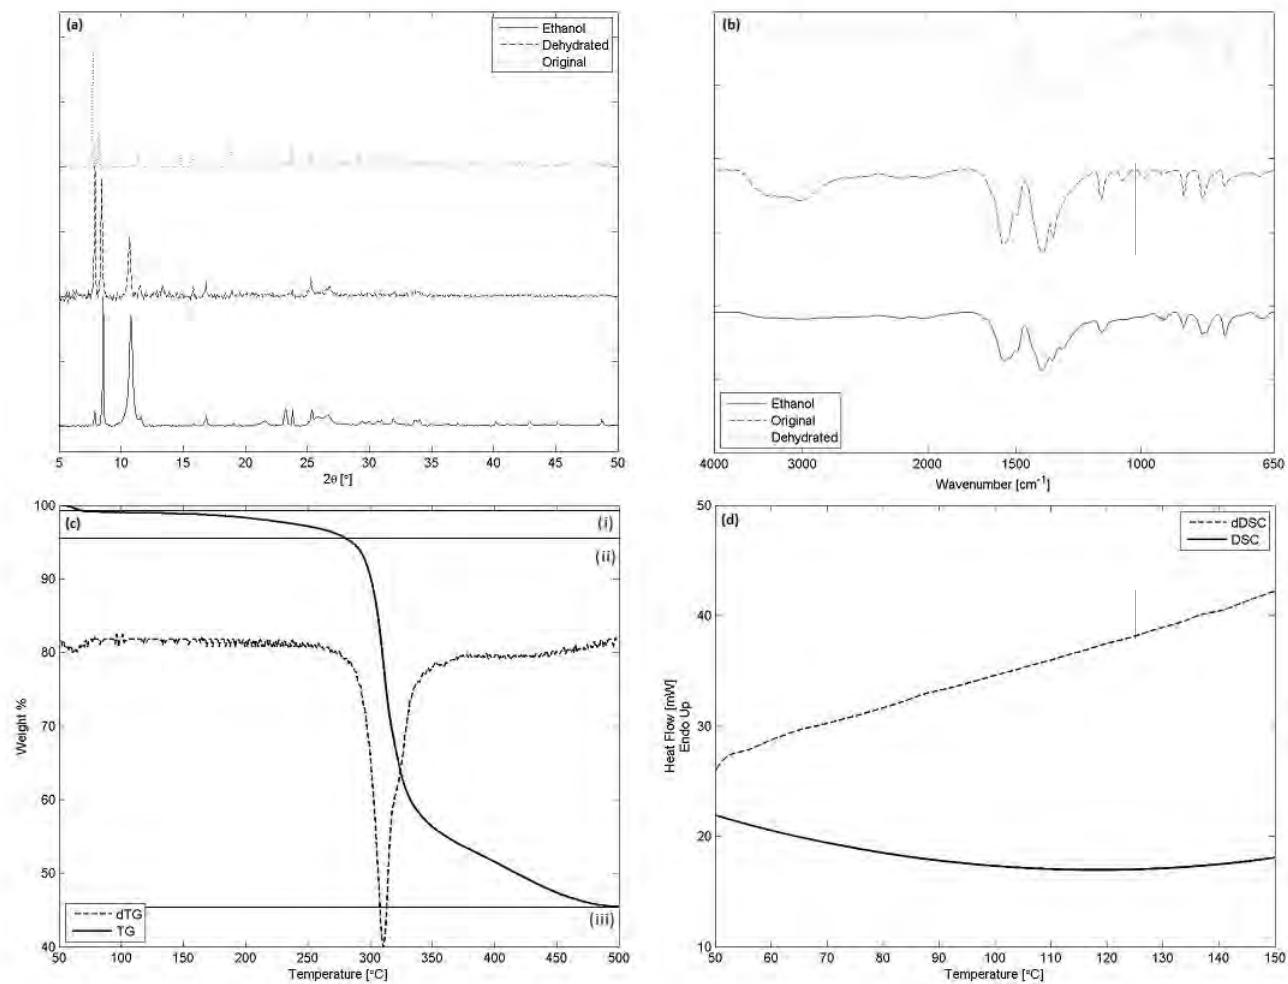 (a)
Ethanol
Dehydrated
Original
5 10 15 20 25 30 35 40 45 50
2θ [°]
(b)
Ethanol
Original
Dehydrated
4000 3000 2000 1500 1000 650
Wavenumber [cm-1]
(c)
(i)
(ii)
(iii)
100
90
80
70
60
50
40
Weight %
dTG
TG
50 100 150 200 250 300 350 400 450 500
Temperature [°C]
(d)
dDSC
DSC
50
40
30
20
10
Heat Flow [mW]
Endo Up
50 60 70 80 90 100 110 120 130 140 150
Temperature [°C]